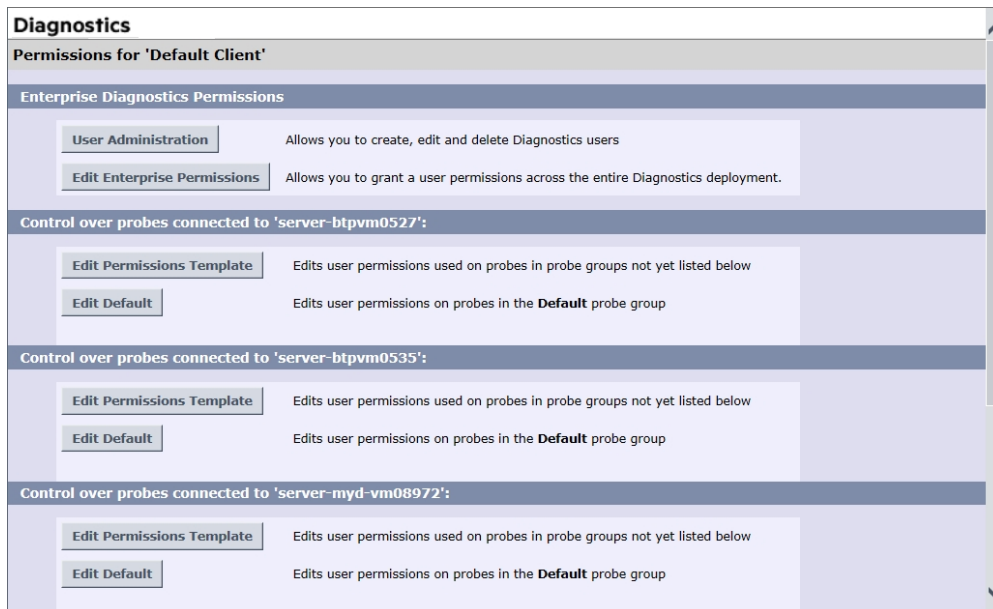 Diagnostics
Permissions for 'Default Client'
Enterprise Diagnostics Permissions
User Administration Allows you to create, edit and delete Diagnostics users
Edit Enterprise Permissions Allows you to grant a user permissions across the entire Diagnostics deployment.
Control over probes connected to 'server-btpvm0527':
Edit Permissions Template Edits user permissions used on probes in probe groups not yet listed below
Edit Default Edits user permissions on probes in the Default probe group
Control over probes connected to 'server-btpvm0535':
Edit Permissions Template Edits user permissions used on probes in probe groups not yet listed below
Edit Default Edits user permissions on probes in the Default probe group
Control over probes connected to 'server-myd-vm08972':
Edit Permissions Template Edits user permissions used on probes in probe groups not yet listed below
Edit Default Edits user permissions on probes in the Default probe group